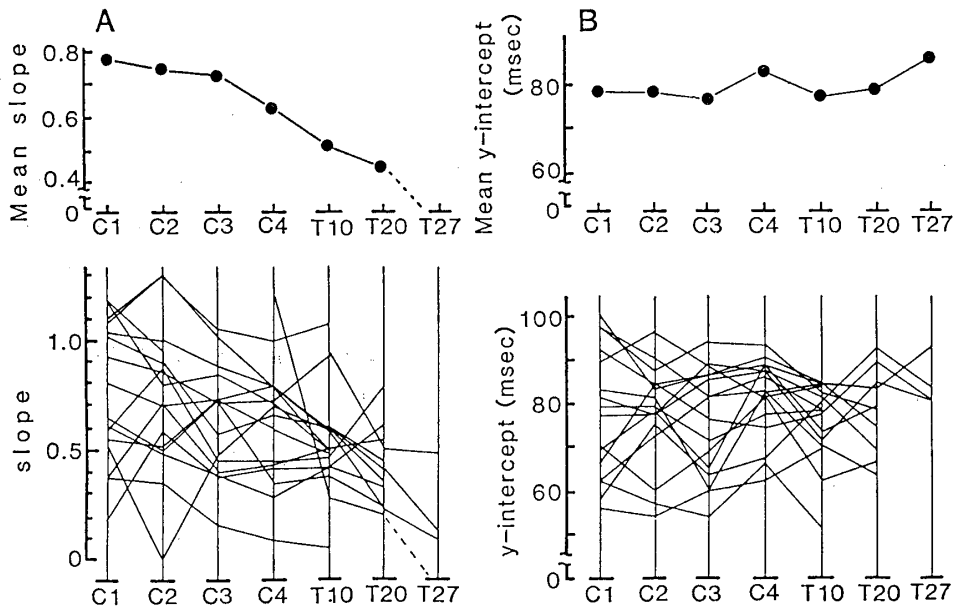 A
Mean slope
0.8
0.6
0.4
0
C1 C2 C3 C4 T10 T20 T27
B
Mean y-intercept
(msec)
80
60
0
C1 C2 C3 C4 T10 T20 T27
slope
1.0
0.5
0
C1 C2 C3 C4 T10 T20 T27
y-intercept (msec)
100
80
60
0
C1 C2 C3 C4 T10 T20 T27